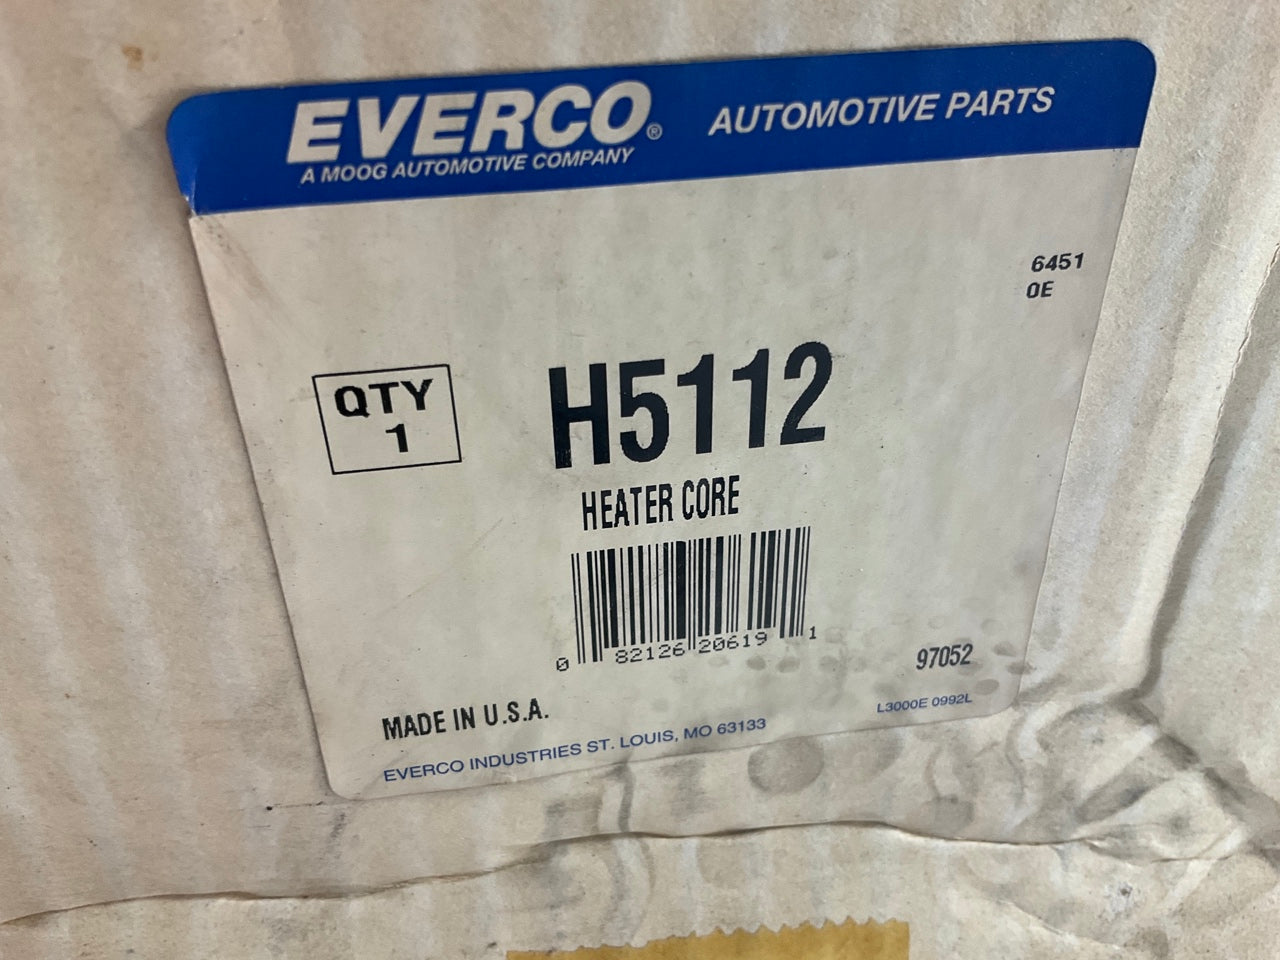 EVERCO®
A MOOG AUTOMOTIVE COMPANY
AUTOMOTIVE PARTS
6451
0E
QTY
1
H5112
HEATER CORE
0 82126 20619 1
97052
MADE IN U.S.A.
L3000E 0992L
EVERCO INDUSTRIES ST. LOUIS, MO 63133